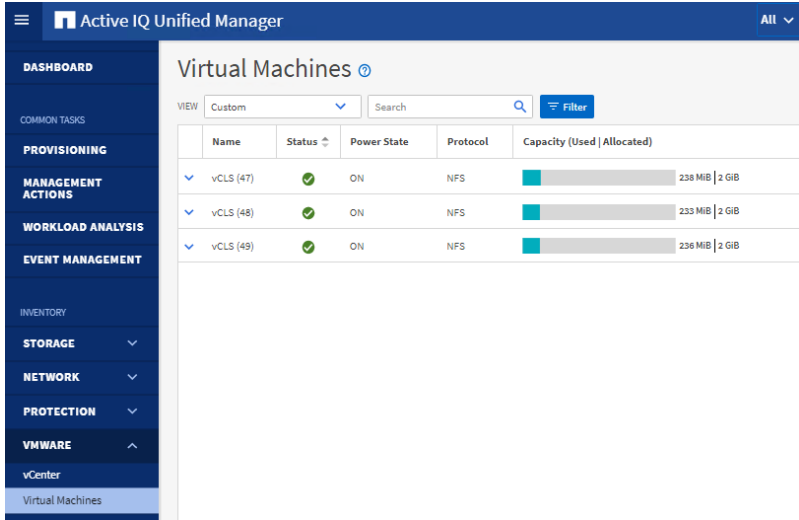 Active IQ Unified Manager
All
DASHBOARD
COMMON TASKS
PROVISIONING
MANAGEMENT
ACTIONS
WORKLOAD ANALYSIS
EVENT MANAGEMENT
INVENTORY
STORAGE
NETWORK
PROTECTION
VMWARE
vCenter
Virtual Machines
Virtual Machines ?
VIEW Custom Search Filter
Name Status Power State Protocol Capacity (Used | Allocated)
vCLS (47) ON NFS 238 MiB | 2 GiB
vCLS (48) ON NFS 233 MiB | 2 GiB
vCLS (49) ON NFS 236 MiB | 2 GiB